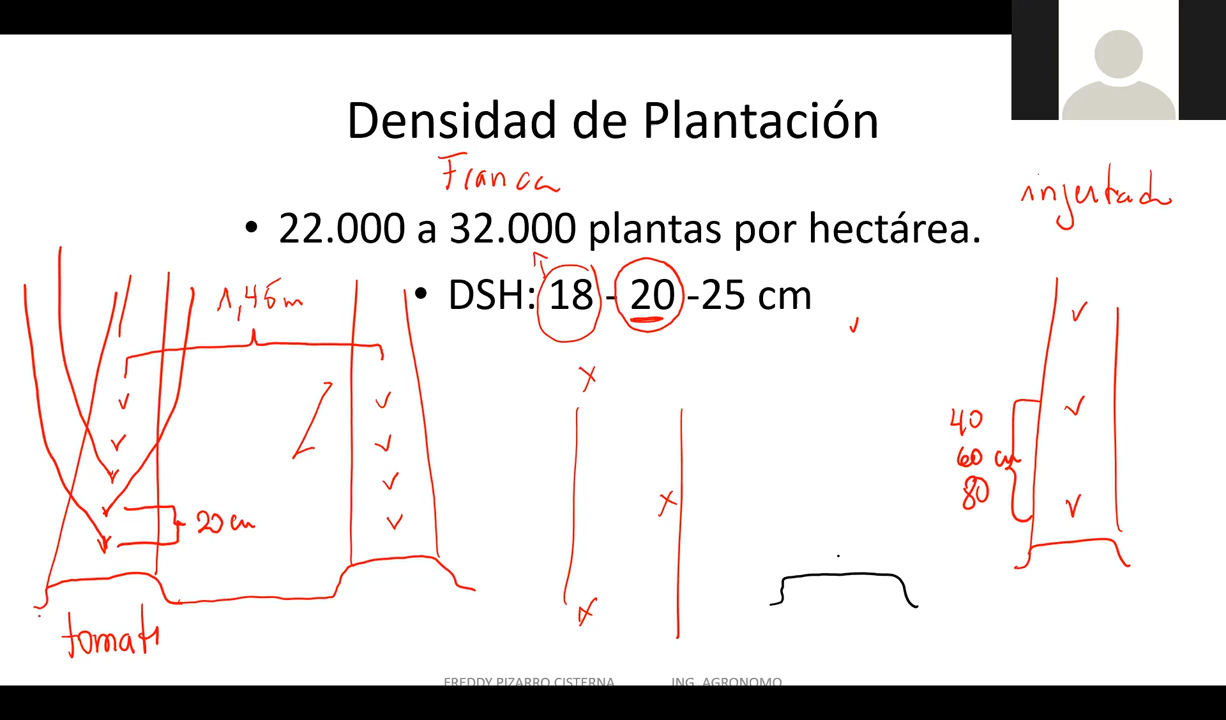 Densidad de Plantación
Franca
injertado
• 22.000 a 32.000 plantas por hectárea.
• DSH: 18 - 20 -25 cm
1,45m
40
60 cm
80
20 cm
tomate
FREDDY PIZARRO CISTERNA ING. AGRONOMO